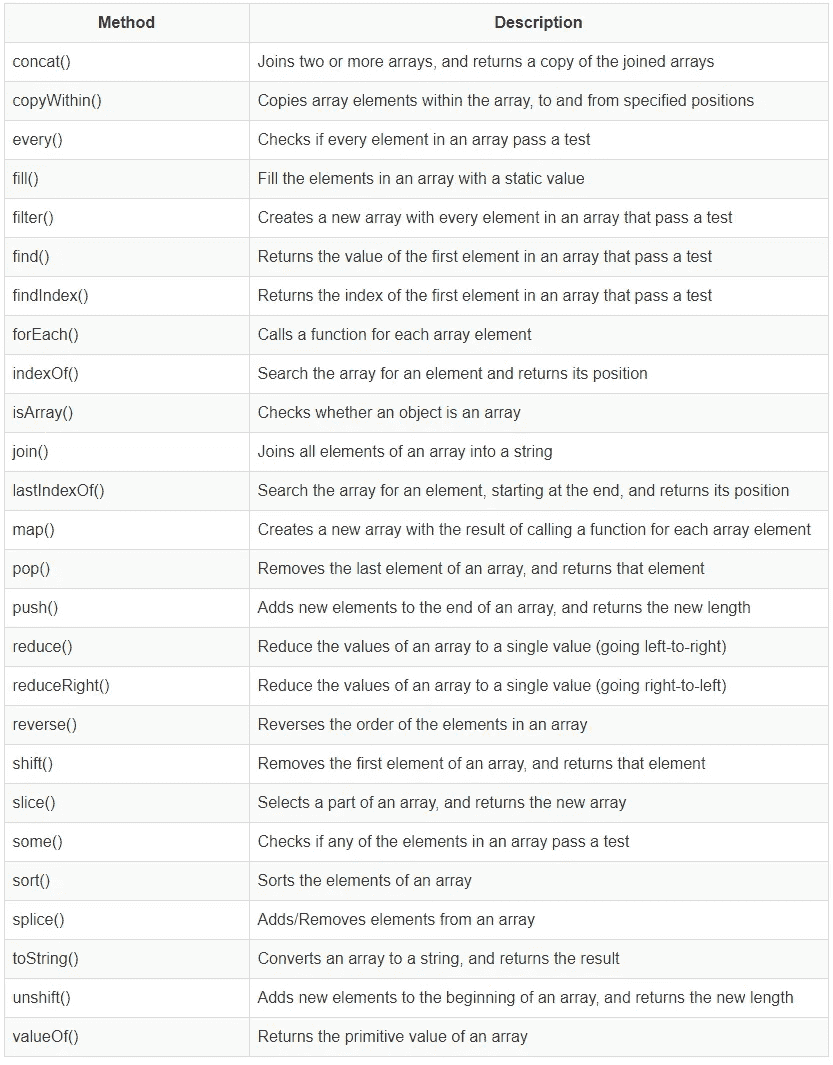 Method Description
concat() Joins two or more arrays, and returns a copy of the joined arrays
copyWithin() Copies array elements within the array, to and from specified positions
every() Checks if every element in an array pass a test
fill() Fill the elements in an array with a static value
filter() Creates a new array with every element in an array that pass a test
find() Returns the value of the first element in an array that pass a test
findIndex() Returns the index of the first element in an array that pass a test
forEach() Calls a function for each array element
indexOf() Search the array for an element and returns its position
isArray() Checks whether an object is an array
join() Joins all elements of an array into a string
lastIndexOf() Search the array for an element, starting at the end, and returns its position
map() Creates a new array with the result of calling a function for each array element
pop() Removes the last element of an array, and returns that element
push() Adds new elements to the end of an array, and returns the new length
reduce() Reduce the values of an array to a single value (going left-to-right)
reduceRight() Reduce the values of an array to a single value (going right-to-left)
reverse() Reverses the order of the elements in an array
shift() Removes the first element of an array, and returns that element
slice() Selects a part of an array, and returns the new array
some() Checks if any of the elements in an array pass a test
sort() Sorts the elements of an array
splice() Adds/Removes elements from an array
toString() Converts an array to a string, and returns the result
unshift() Adds new elements to the beginning of an array, and returns the new length
valueOf() Returns the primitive value of an array